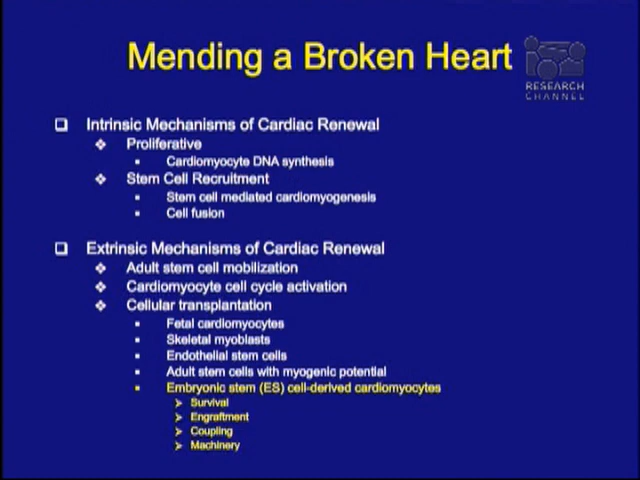 Mending a Broken Heart
RESEARCH
CHANNEL
Intrinsic Mechanisms of Cardiac Renewal
Proliferative
Cardiomyocyte DNA synthesis
Stem Cell Recruitment
Stem cell mediated cardiomyogenesis
Cell fusion
Extrinsic Mechanisms of Cardiac Renewal
Adult stem cell mobilization
Cardiomyocyte cell cycle activation
Cellular transplantation
Fetal cardiomyocytes
Skeletal myoblasts
Endothelial stem cells
Adult stem cells with myogenic potential
Embryonic stem (ES) cell-derived cardiomyocytes
Survival
Engraftment
Coupling
Machinery